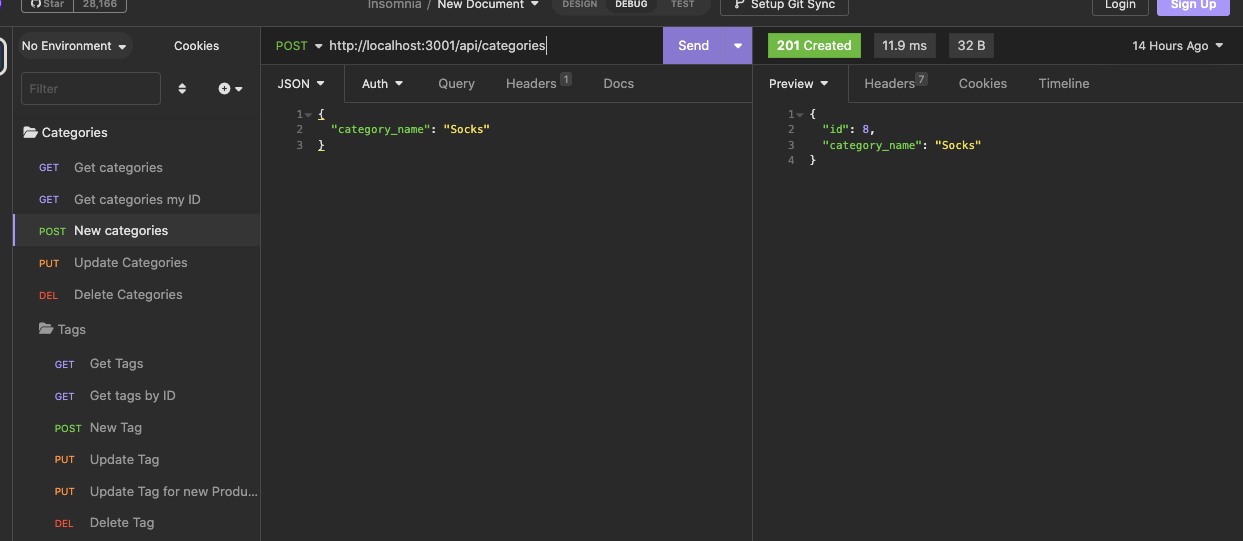 Star 28,166
Insomnia / New Document
DESIGN DEBUG TEST
Setup Git Sync
Login
Sign Up
No Environment
Cookies
Filter
Categories
GET Get categories
GET Get categories my ID
POST New categories
PUT Update Categories
DEL Delete Categories
Tags
GET Get Tags
GET Get tags by ID
POST New Tag
PUT Update Tag
PUT Update Tag for new Produ...
DEL Delete Tag
POST http://localhost:3001/api/categories
Send
JSON Auth Query Headers 1 Docs
1 {
2 "category_name": "Socks"
3 }
201 Created 11.9 ms 32 B 14 Hours Ago
Preview Headers 7 Cookies Timeline
1 {
2 "id": 8,
3 "category_name": "Socks"
4 }